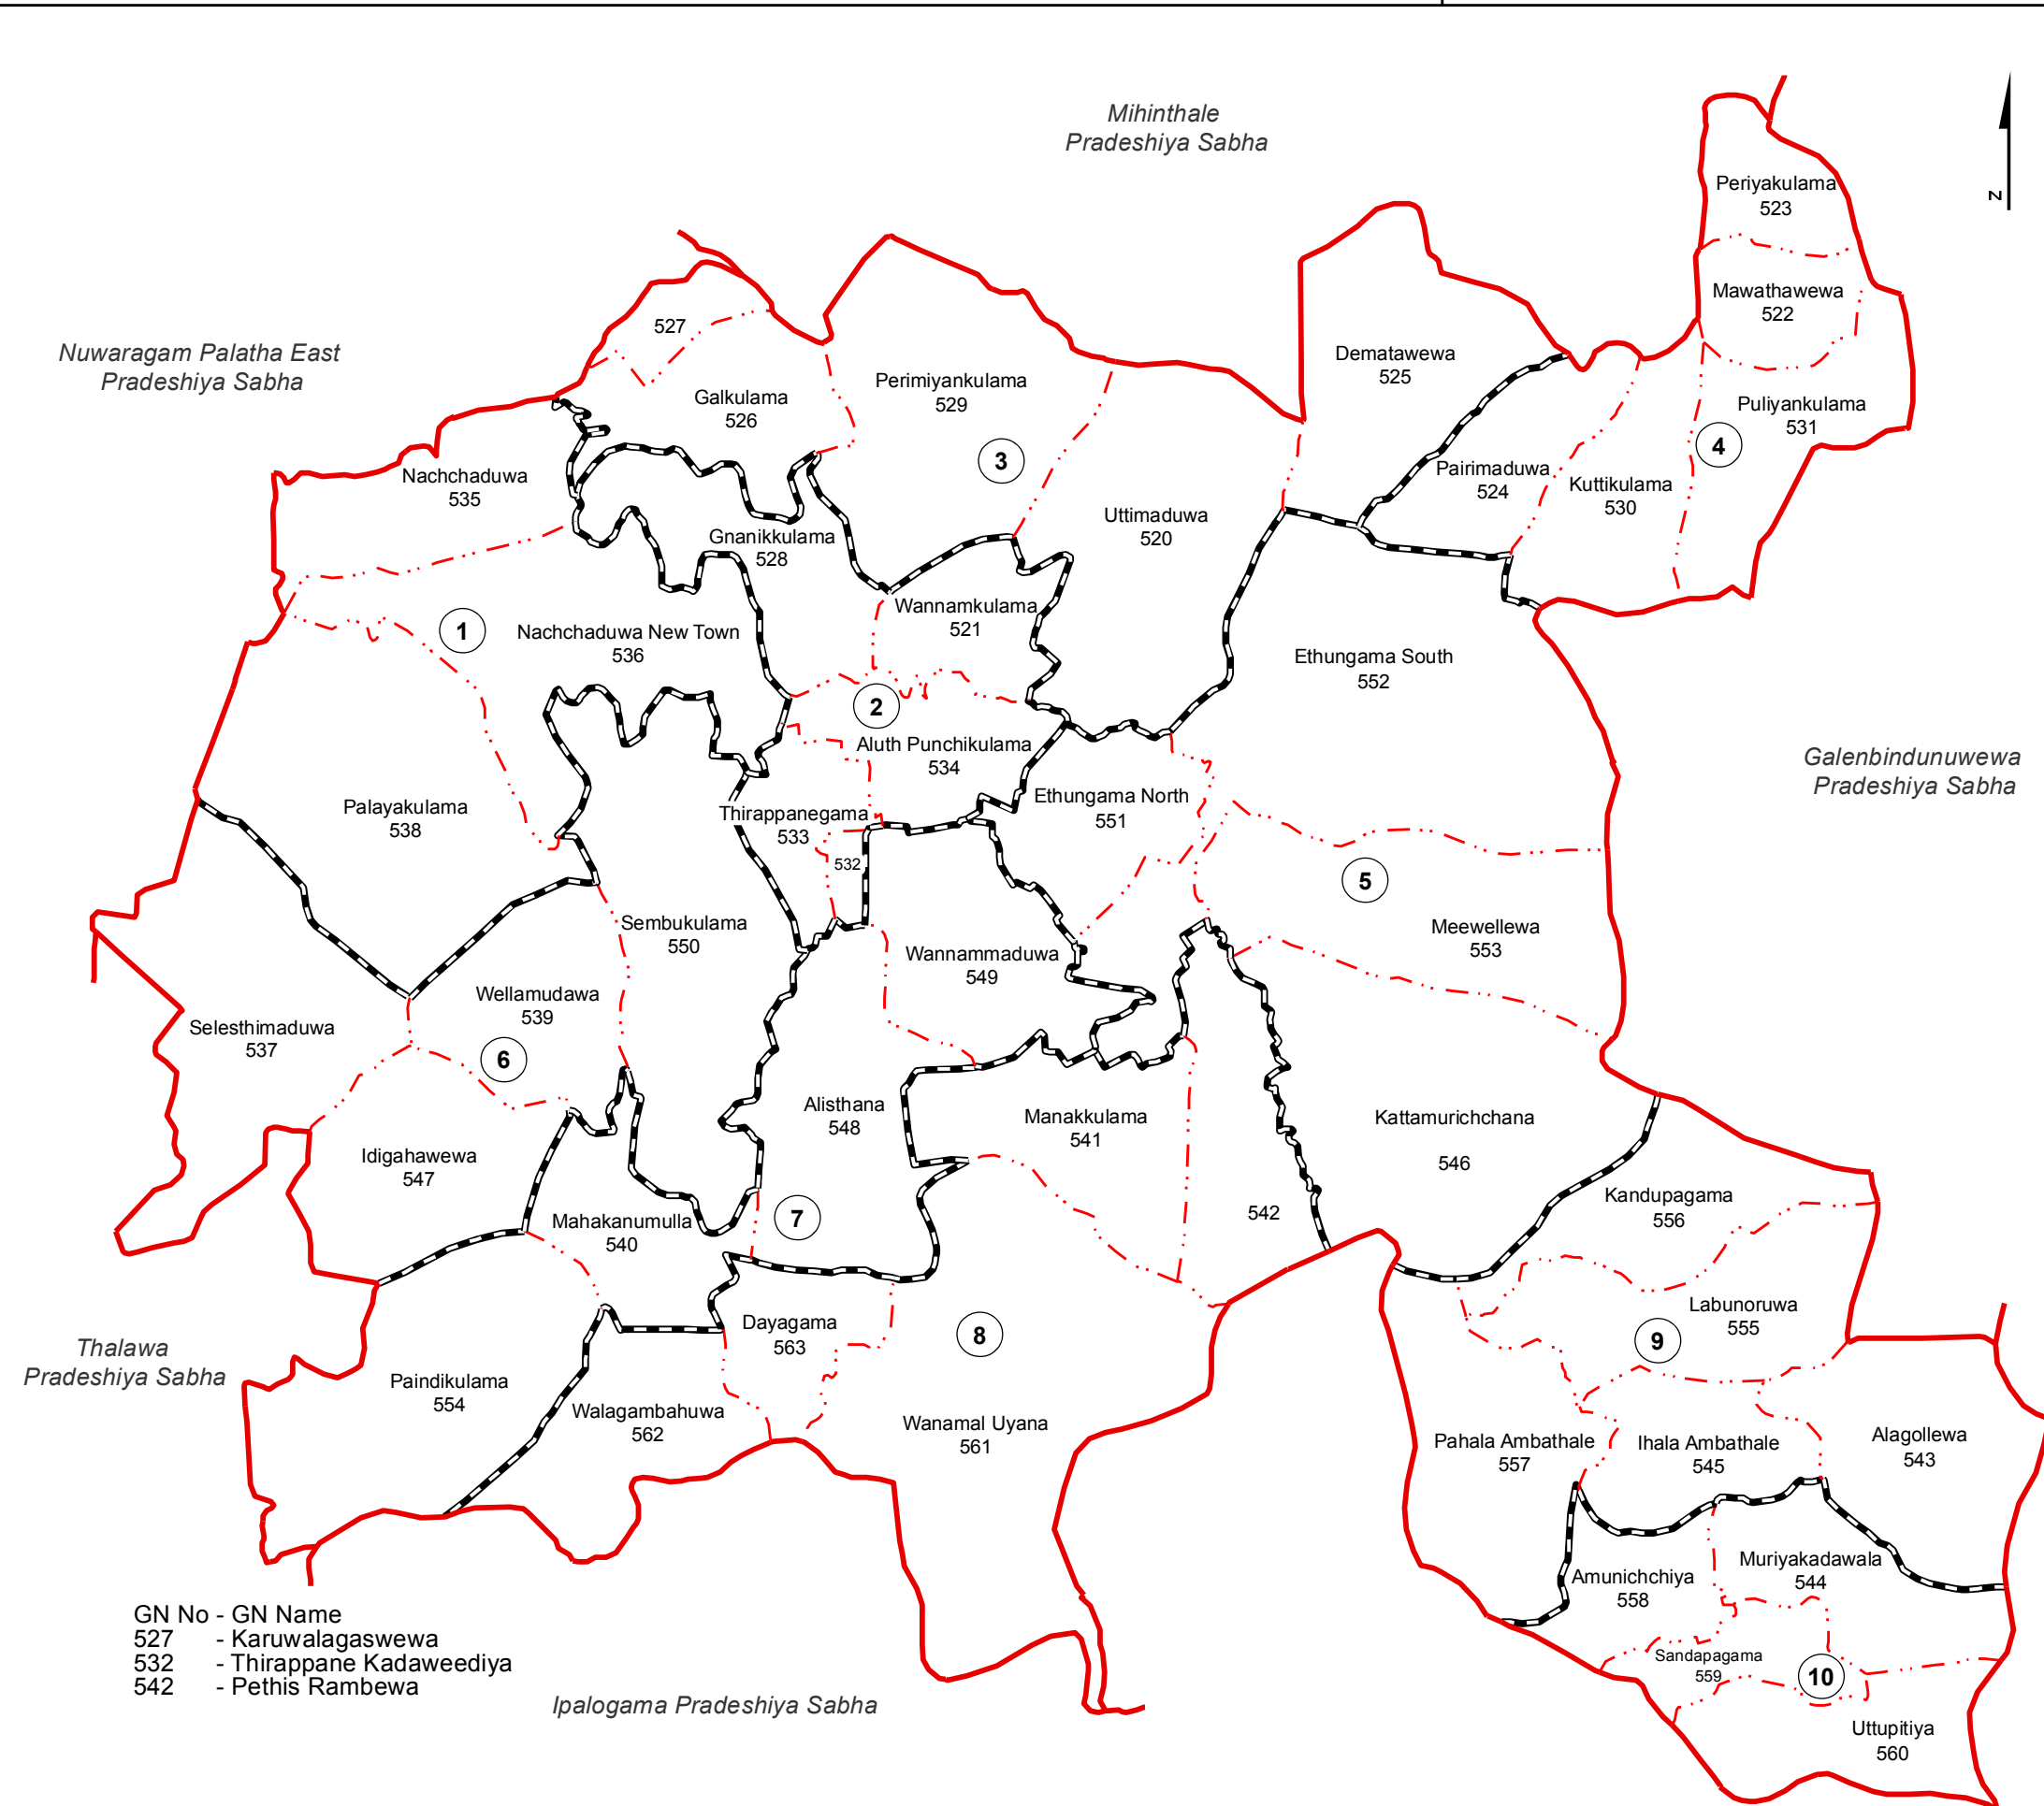 Mihinthale
Pradeshiya Sabha
Periyakulama
523
Z
Mawathawewa
522
527
Nuwaragam Palatha East
Pradeshiya Sabha
Dematawewa
525
Perimiyankulama
529
Galkulama
526
Puliyankulama
531
4
3
Pairimaduwa
524
Nachchaduwa
535
Kuttikulama
530
Uttimaduwa
520
Gnanikkulama
528
Wannamkulama
521
1
Nachchaduwa New Town
536
Ethungama South
552
2
Aluth Punchikulama
534
Galenbindunuwewa
Pradeshiya Sabha
Ethungama North
551
Palayakulama
538
Thirappanegama
533
532
5
Sembukulama
550
Meewellewa
553
Wannammaduwa
549
Wellamudawa
539
Selesthimaduwa
537
6
Alisthana
548
Manakkulama
541
Kattamurichchana
546
Idigahawewa
547
Kandupagama
556
542
7
Mahakanumulla
540
Labunoruwa
555
Dayagama
563
8
9
Thalawa
Pradeshiya Sabha
Paindikulama
554
Walagambahuwa
562
Wanamal Uyana
561
Pahala Ambathale
557
Ihala Ambathale
545
Alagollewa
543
Muriyakadawala
544
Amunichchiya
558
GN No - GN Name
527 - Karuwalagaswewa
532 - Thirappane Kadaweediya
542 - Pethis Rambewa
Sandapagama
559
10
Ipalogama Pradeshiya Sabha
Uttupitiya
560